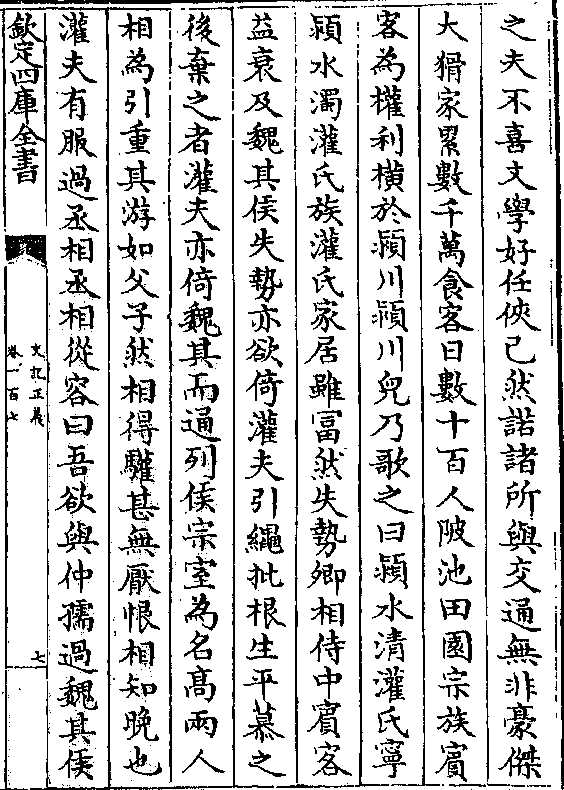 之夫不喜文學好任俠已然諾諸所與交通無非豪傑
大猾家累數千萬食客日數十百人陂池田園宗族賓
客為權利橫於潁川潁川兒乃歌之曰潁水清灌氏寧
潁水濁灌氏族灌氏家居雖富然失勢卿相侍中賓客
益衰及魏其侯失勢亦欲倚灌夫引繩批根生平慕之
後棄之者灌夫亦倚魏其而通列侯宗室為名髙兩人
相為引重其游如父子然相得驩甚無厭恨相知晚也
灌夫有服過丞相丞相從容曰吾欲與仲孺過魏其侯
欽定四庫全書
史記正義
卷一百七
七